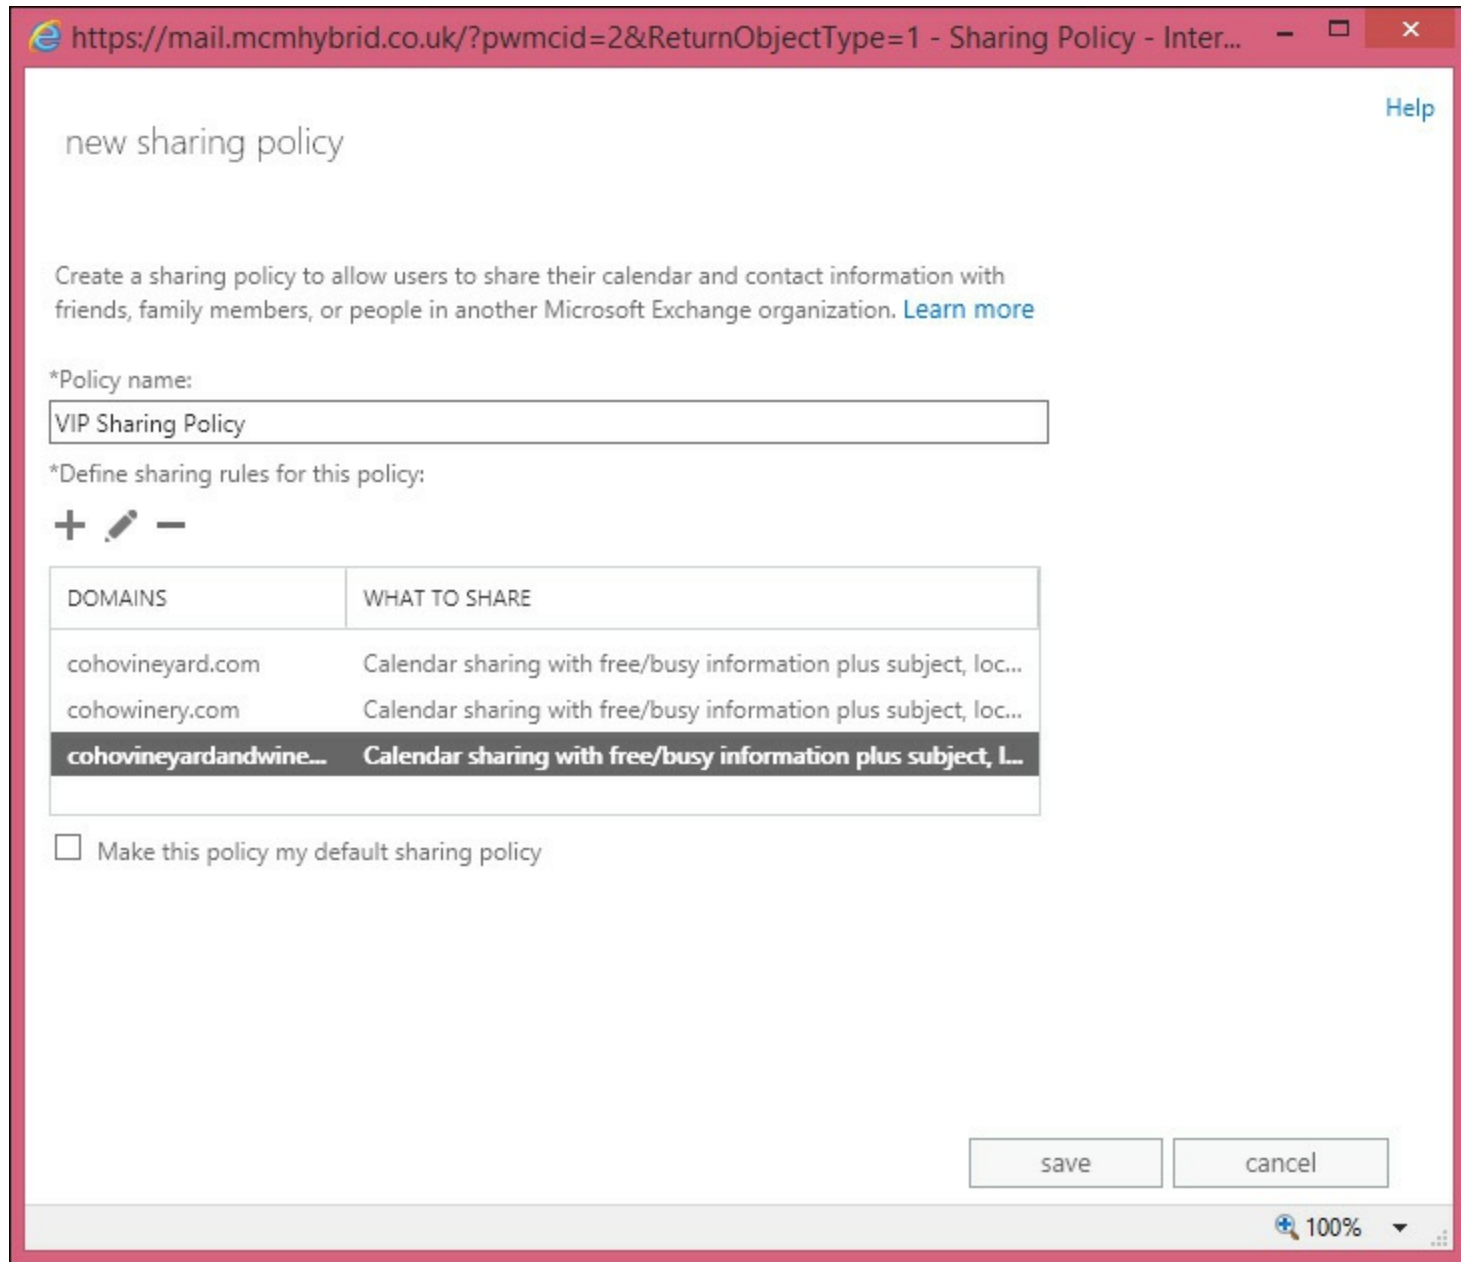 https://mail.mcmhybrid.co.uk/?pwmcid=2&ReturnObjectType=1 - Sharing Policy - Inter...
Help
new sharing policy
Create a sharing policy to allow users to share their calendar and contact information with
friends, family members, or people in another Microsoft Exchange organization. Learn more
*Policy name:
VIP Sharing Policy
*Define sharing rules for this policy:
DOMAINS WHAT TO SHARE
cohovineyard.com Calendar sharing with free/busy information plus subject, loc...
cohowinery.com Calendar sharing with free/busy information plus subject, loc...
cohovineyardandwine... Calendar sharing with free/busy information plus subject, l...
Make this policy my default sharing policy
save cancel
100%